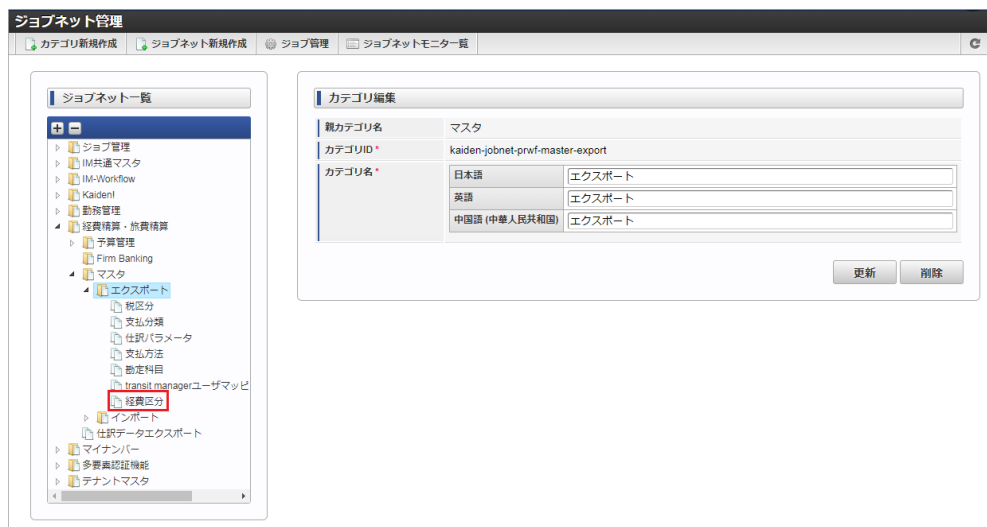 ジョブネット管理
カテゴリ新規作成 ジョブネット新規作成 ジョブ管理 ジョブネットモニター覧
ジョブネット一覧
ジョブ管理
IM共通マスタ
IM-Workflow
Kaiden!
勤務管理
経費精算・旅費精算
予算管理
Firm Banking
マスタ
エクスポート
税区分
支払分類
仕訳パラメータ
支払方法
勘定科目
transit managerユーザマッピ
経費区分
インポート
仕訳データエクスポート
マイナンバー
多要素認証機能
テナントマスタ
カテゴリ編集
親カテゴリ名 マスタ
カテゴリID * kaiden-jobnet-prwf-master-export
カテゴリ名 * 日本語 エクスポート
英語 エクスポート
中国語 (中華人民共和国) エクスポート
更新 削除